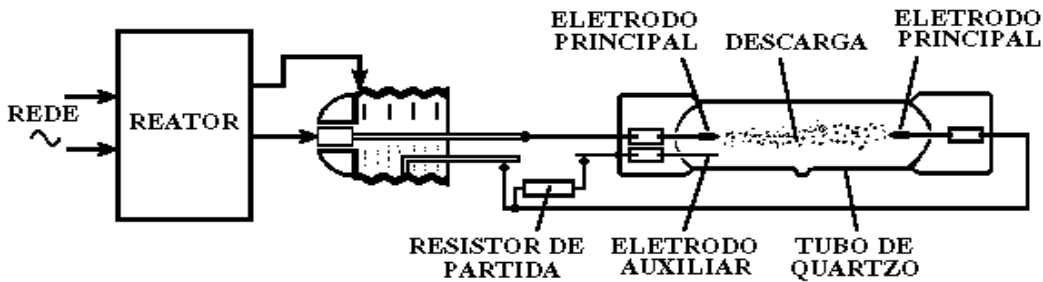 ELETRODO
PRINCIPAL
DESCARGA
ELETRODO
PRINCIPAL
REDE
REATOR
RESISTOR DE
PARTIDA
ELETRODO
AUXILIAR
TUBO DE
QUARTZO